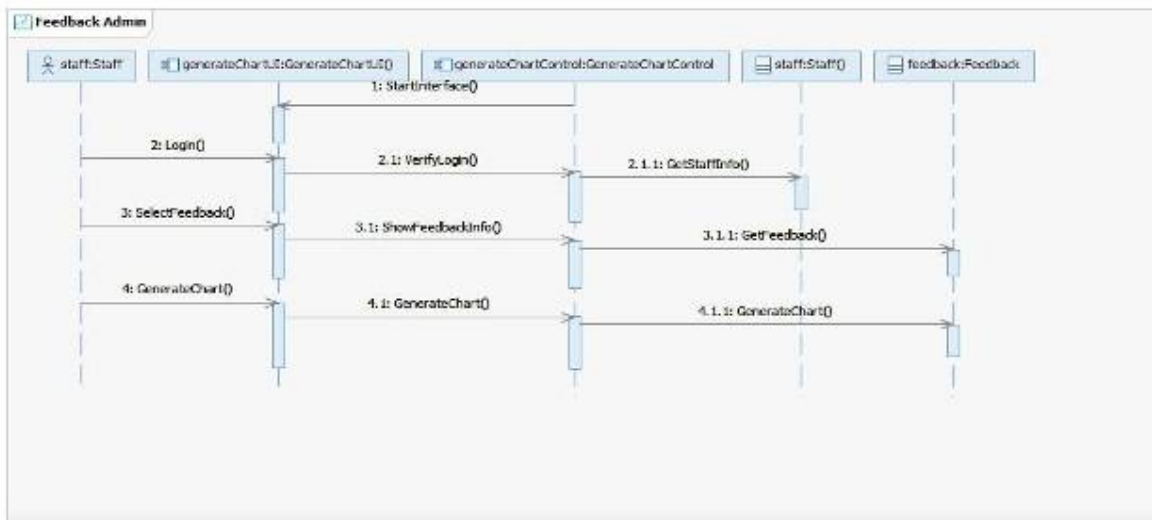 Feedback Admin
staff:Staff
generateChartUI:GenerateChartUI()
generateChartControl:GenerateChartControl
staff:Staff()
feedback:Feedback
1: StartInterface()
2: Login()
2.1: VerifyLogin()
2.1.1: GetStaffInfo()
3: SelectFeedback()
3.1: ShowFeedbackInfo()
3.1.1: GetFeedback()
4: GenerateChart()
4.1: GenerateChart()
4.1.1: GenerateChart()